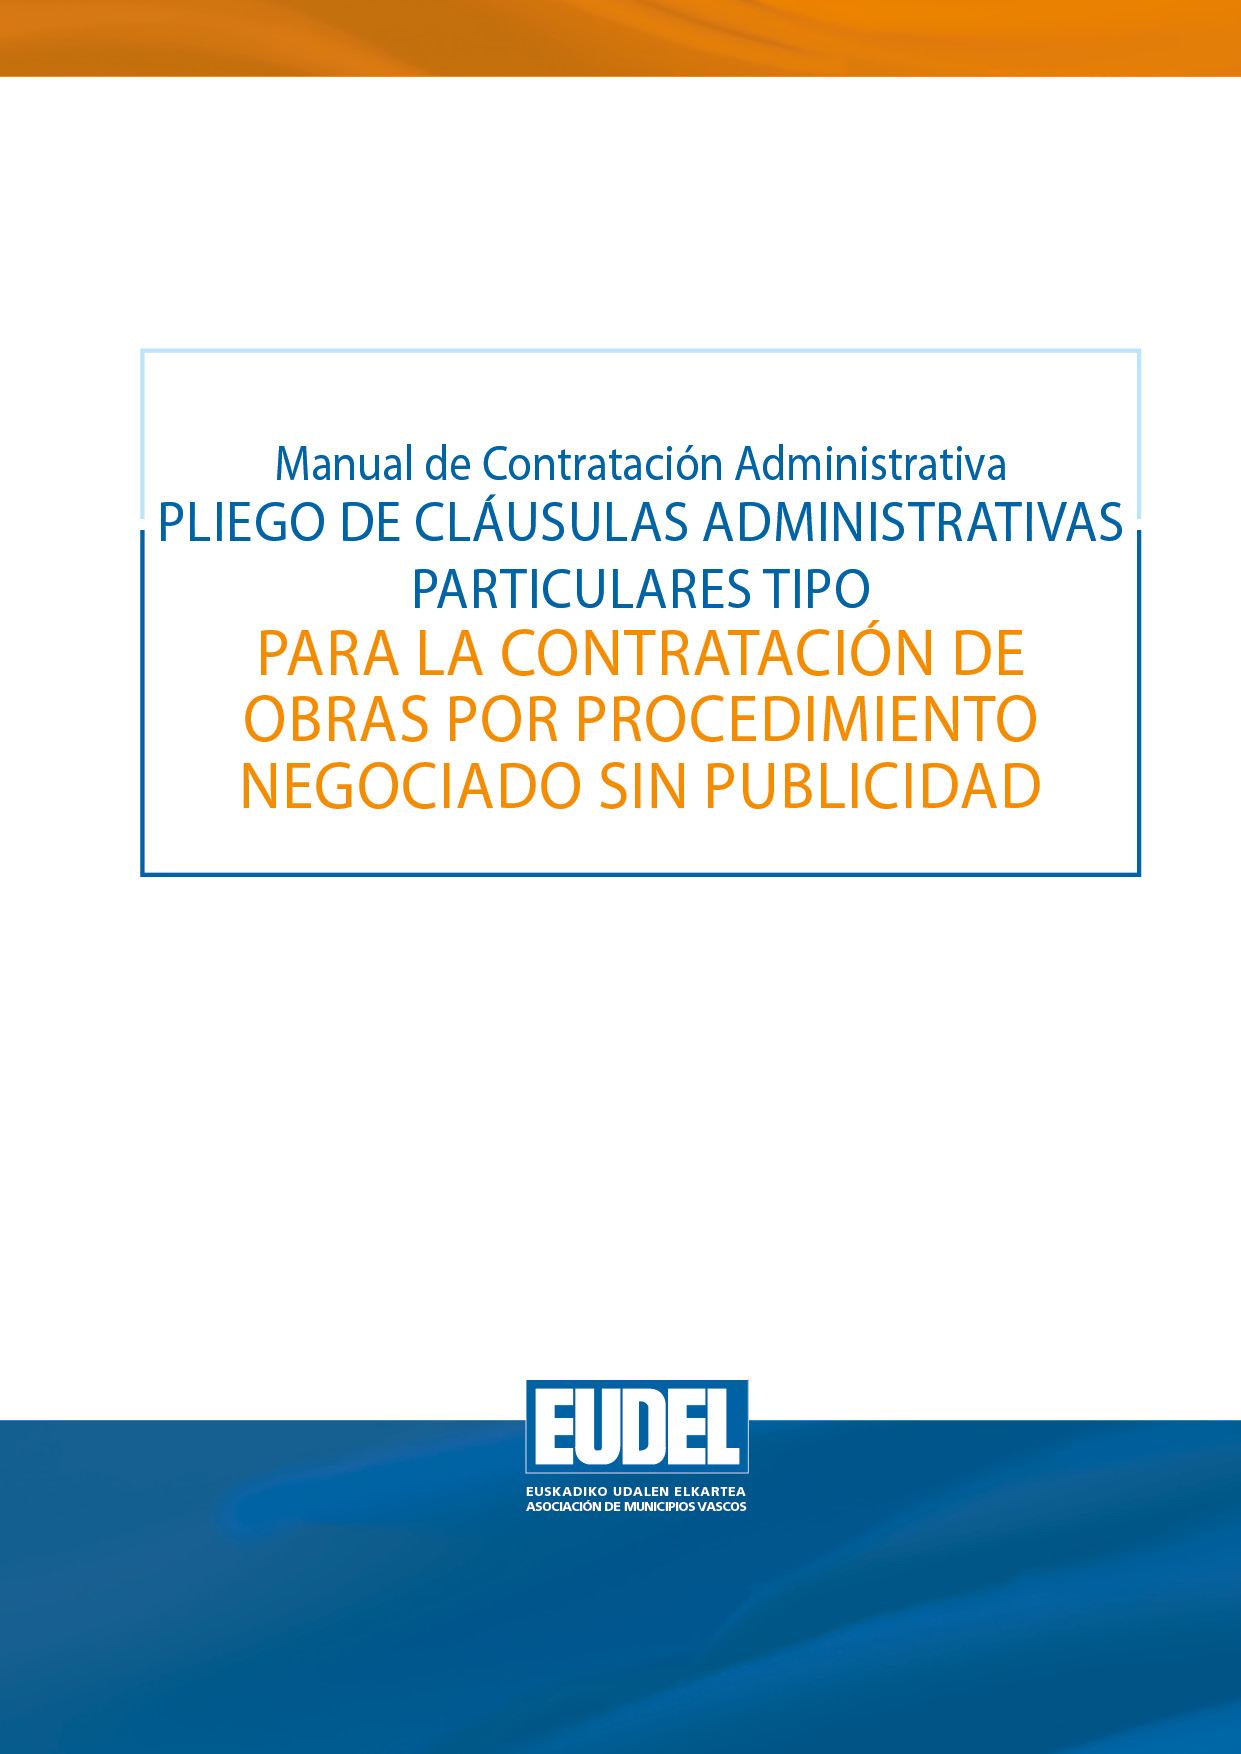 Manual de Contratación Administrativa
PLIEGO DE CLÁUSULAS ADMINISTRATIVAS
PARTICULARES TIPO
PARA LA CONTRATACIÓN DE
OBRAS POR PROCEDIMIENTO
NEGOCIADO SIN PUBLICIDAD
EUDEL
EUSKADIKO UDALEN ELKARTEA
ASOCIACIÓN DE MUNICIPIOS VASCOS